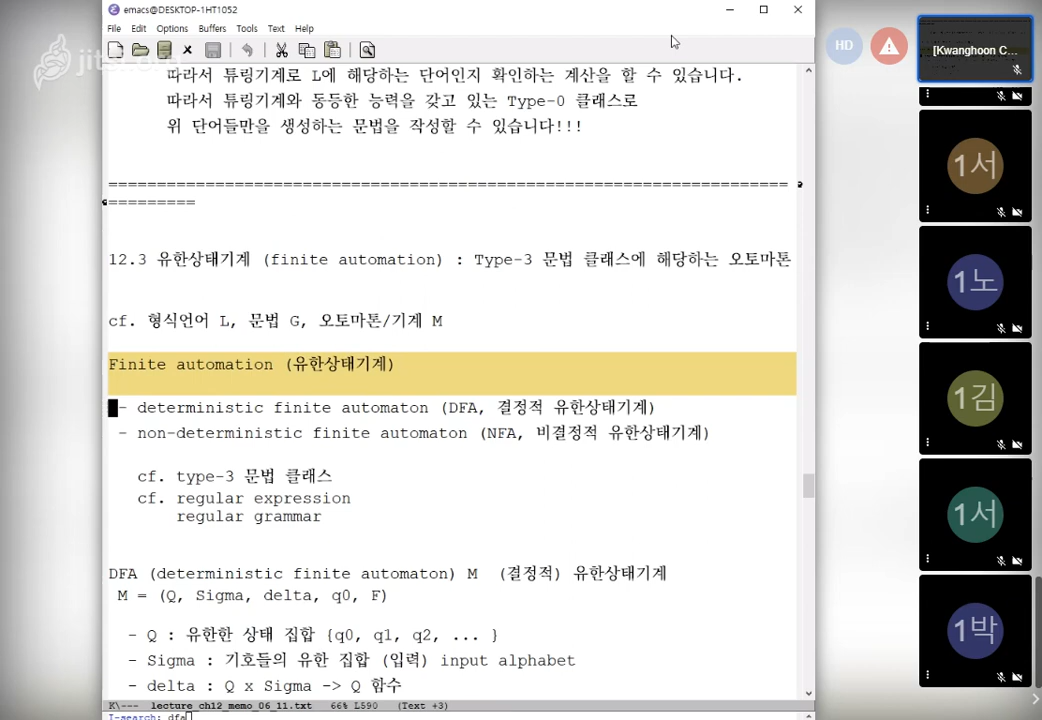 emacs@DESKTOP-1HT1052
File Edit Options Buffers Tools Text Help
따라서 튜링기계로 L에 해당하는 단어인지 확인하는 계산을 할 수 있습니다.
따라서 튜링기계와 동등한 능력을 갖고 있는 Type-0 클래스로
위 단어들만을 생성하는 문법을 작성할 수 있습니다!!!
=======================================================================
=========
12.3 유한상태기계 (finite automation) : Type-3 문법 클래스에 해당하는 오토마톤
cf. 형식언어 L, 문법 G, 오토마톤/기계 M
Finite automation (유한상태기계)
- deterministic finite automaton (DFA, 결정적 유한상태기계)
- non-deterministic finite automaton (NFA, 비결정적 유한상태기계)
cf. type-3 문법 클래스
cf. regular expression
regular grammar
DFA (deterministic finite automaton) M (결정적) 유한상태기계
M = (Q, Sigma, delta, q0, F)
- Q : 유한한 상태 집합 {q0, q1, q2, ... }
- Sigma : 기호들의 유한 집합 (입력) input alphabet
- delta : Q x Sigma -> Q 함수
K\--- lecture_ch12_memo_06_11.txt 66% L590 (Text +3)
I-search: dfa
HD
[Kwanghoon C...
1서
1노
1김
1서
1박